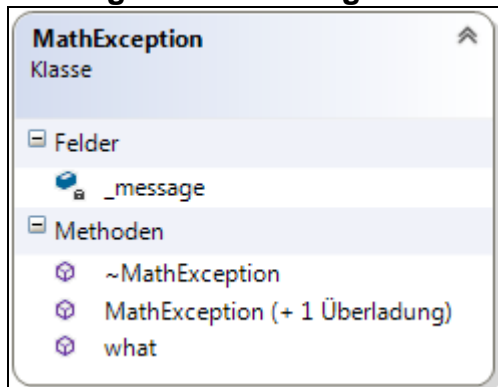 MathException
Klasse
Felder
_message
Methoden
~MathException
MathException (+ 1 Überladung)
what